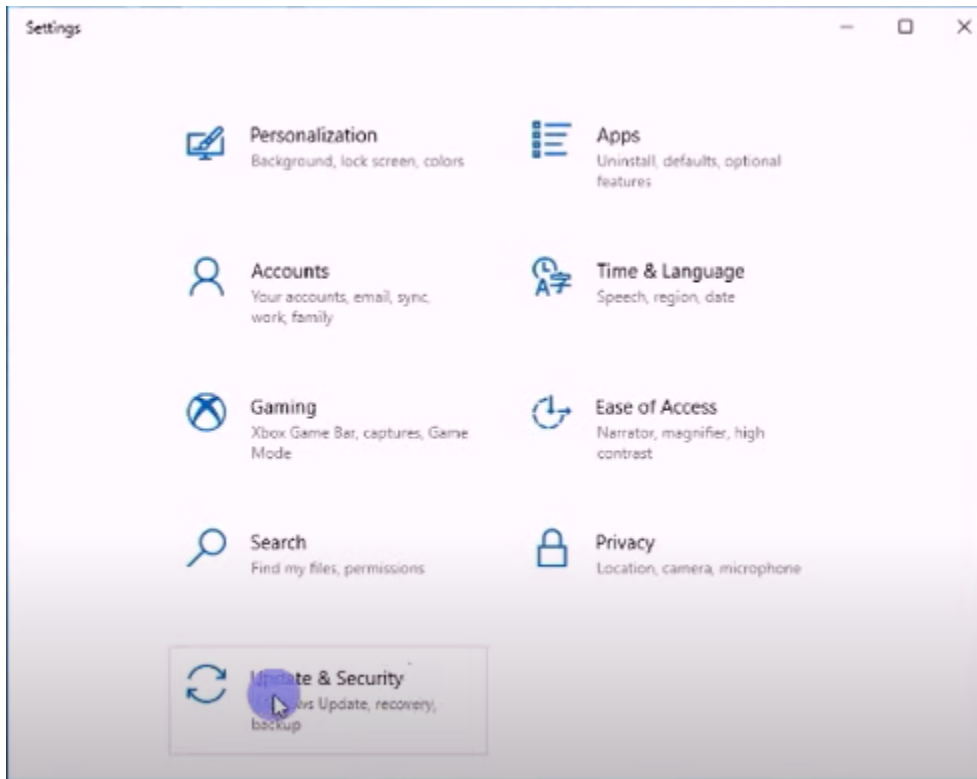 Settings
Personalization
Background, lock screen, colors
Apps
Uninstall, defaults, optional
features
Accounts
Your accounts, email, sync,
work, family
Time & Language
Speech, region, date
Gaming
Xbox Game Bar, captures, Game
Mode
Ease of Access
Narrator, magnifier, high
contrast
Search
Find my files, permissions
Privacy
Location, camera, microphone
Update & Security
Windows Update, recovery,
backup